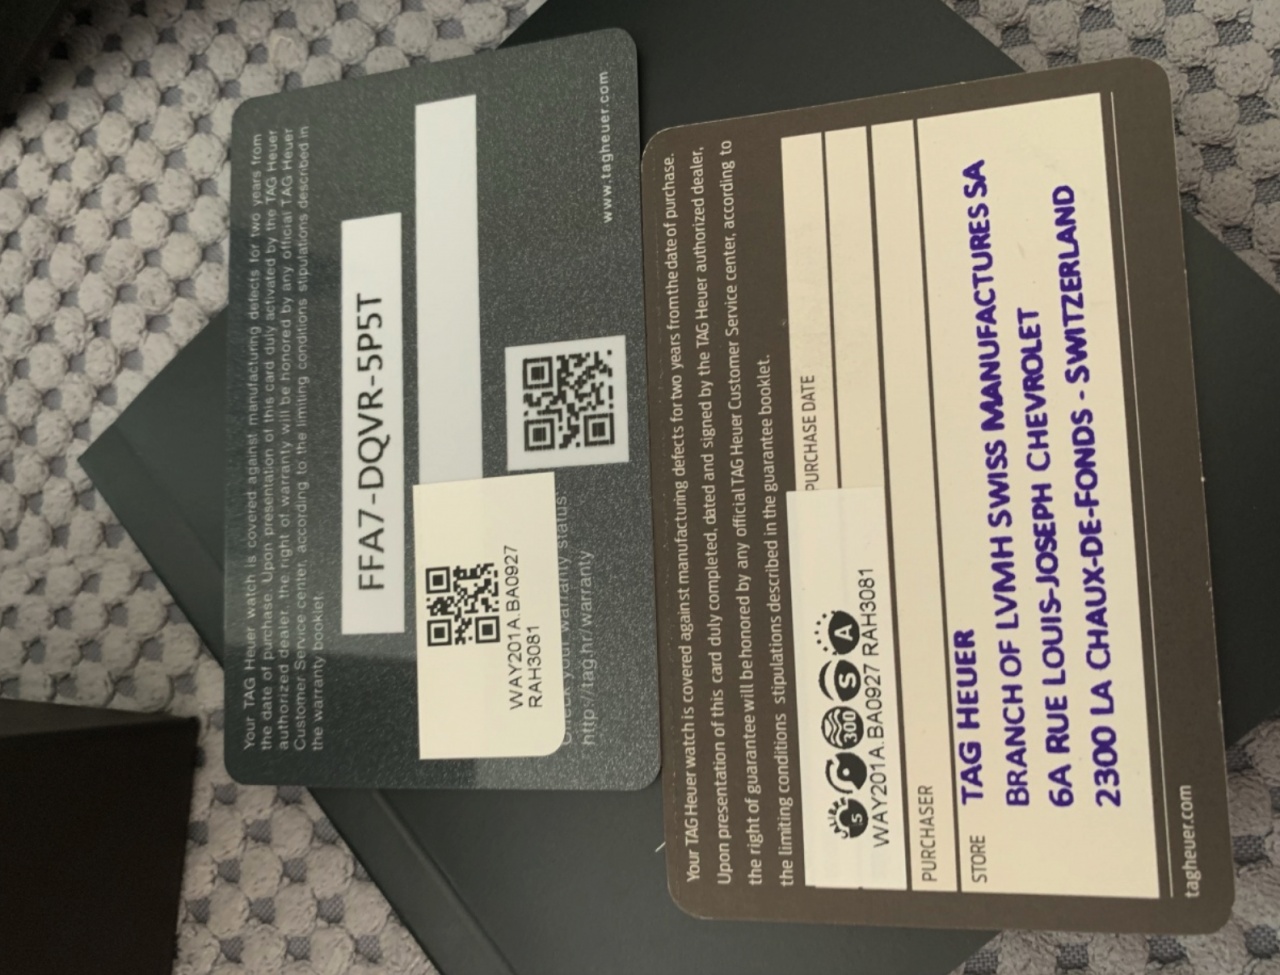 Your TAG Heuer watch is covered against manufacturing defects for two years from
the date of purchase. Upon presentation of this card duly activated by the TAG Heuer
authorized dealer, the right of warranty will be honored by any official TAG Heuer
Customer Service center, according to the limiting conditions stipulations described in
the warranty booklet.
FFA7-DQVR-5P5T
WAY201A.BA0927
RAH3081
your warranty status:
http://tag.hr/warranty
www.tagheuer.com
Your TAG Heuer watch is covered against manufacturing defects for two years from the date of purchase.
Upon presentation of this card duly completed, dated and signed by the TAG Heuer authorized dealer,
the right of guarantee will be honored by any official TAG Heuer Customer Service center, according to
the limiting conditions stipulations described in the guarantee booklet.
PURCHASE DATE
S 300 S A
WAY201A.BA0927 RAH3081
PURCHASER
STORE
TAG HEUER
BRANCH OF LVMH SWISS MANUFACTURES SA
6A RUE LOUIS-JOSEPH CHEVROLET
2300 LA CHAUX-DE-FONDS - SWITZERLAND
tagheuer.com